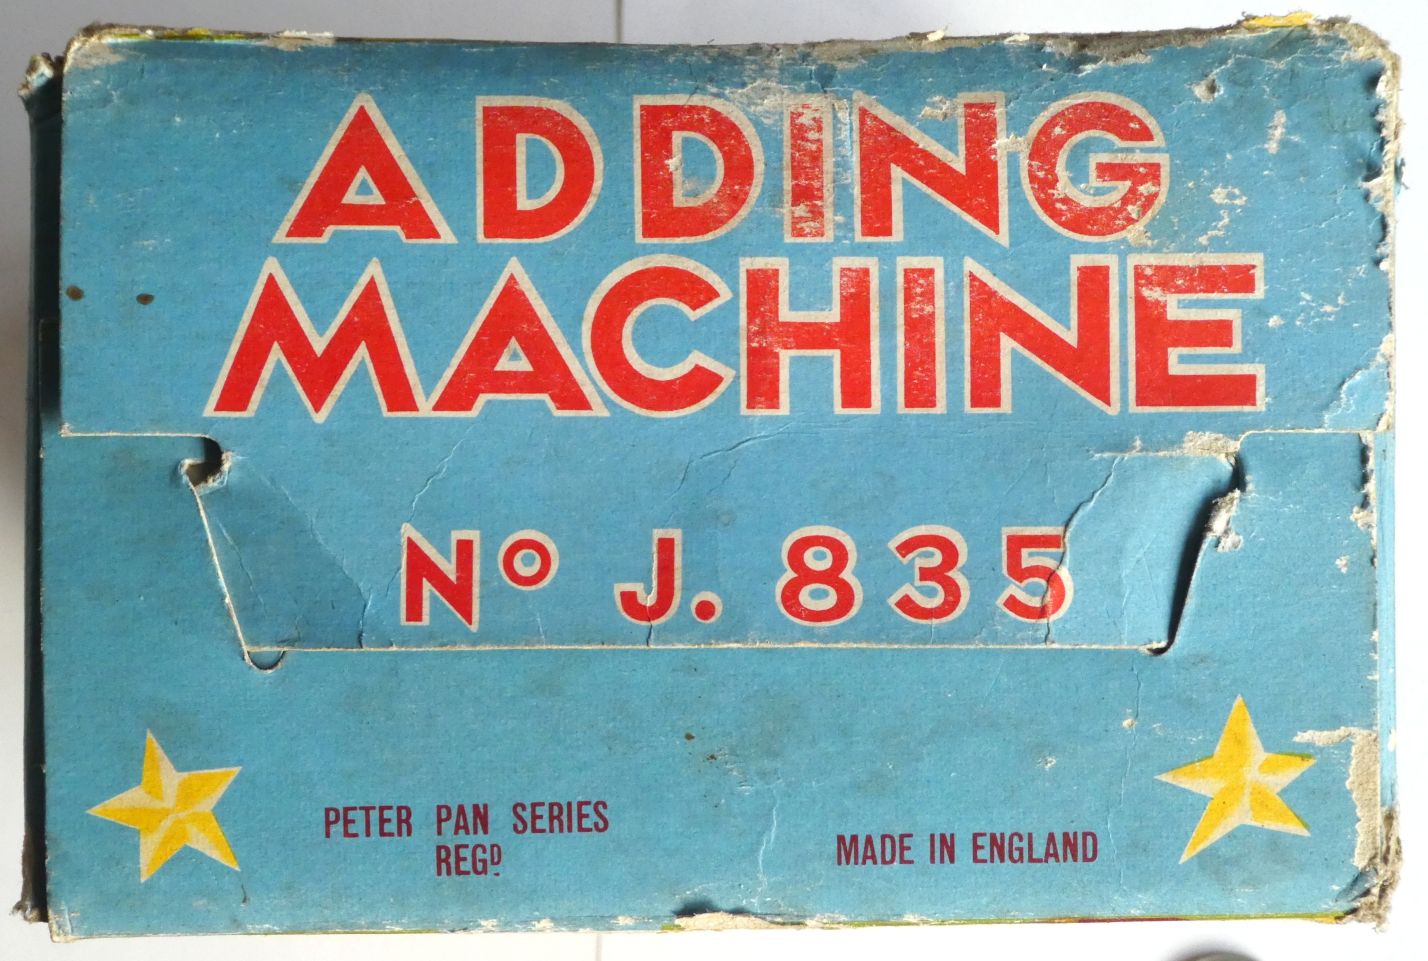 ADDING
MACHINE
Nº J. 835
PETER PAN SERIES
REGᴰ.
MADE IN ENGLAND